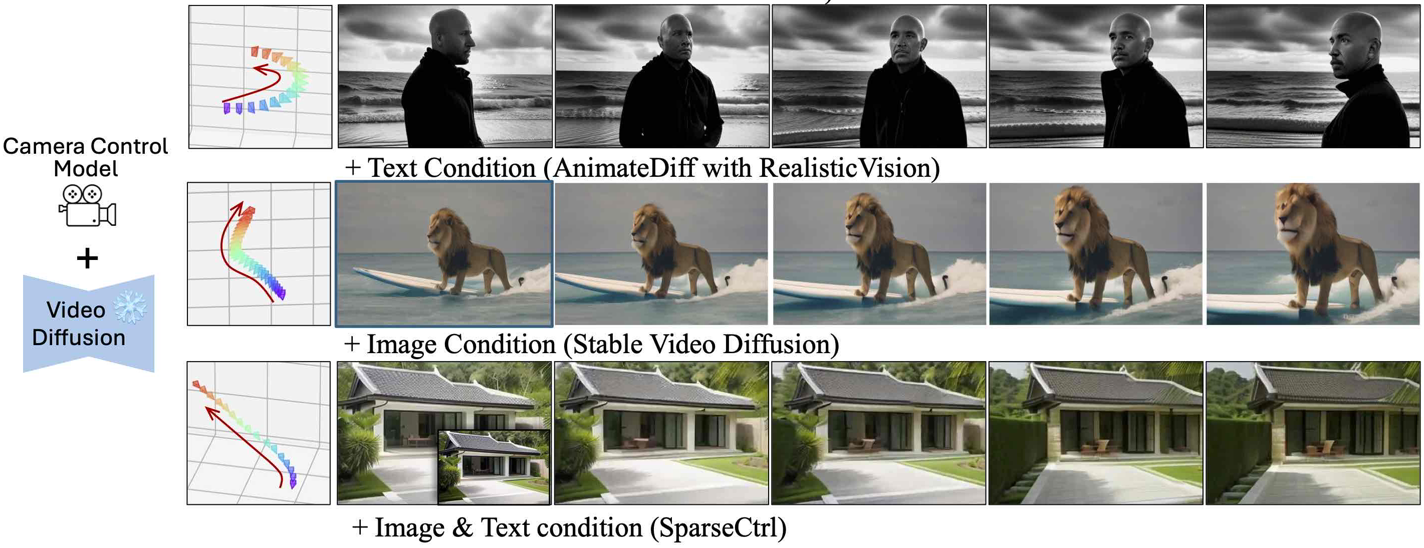 Camera Control
Model
+
Video
Diffusion
+ Text Condition (AnimateDiff with RealisticVision)
+ Image Condition (Stable Video Diffusion)
+ Image & Text condition (SparseCtrl)